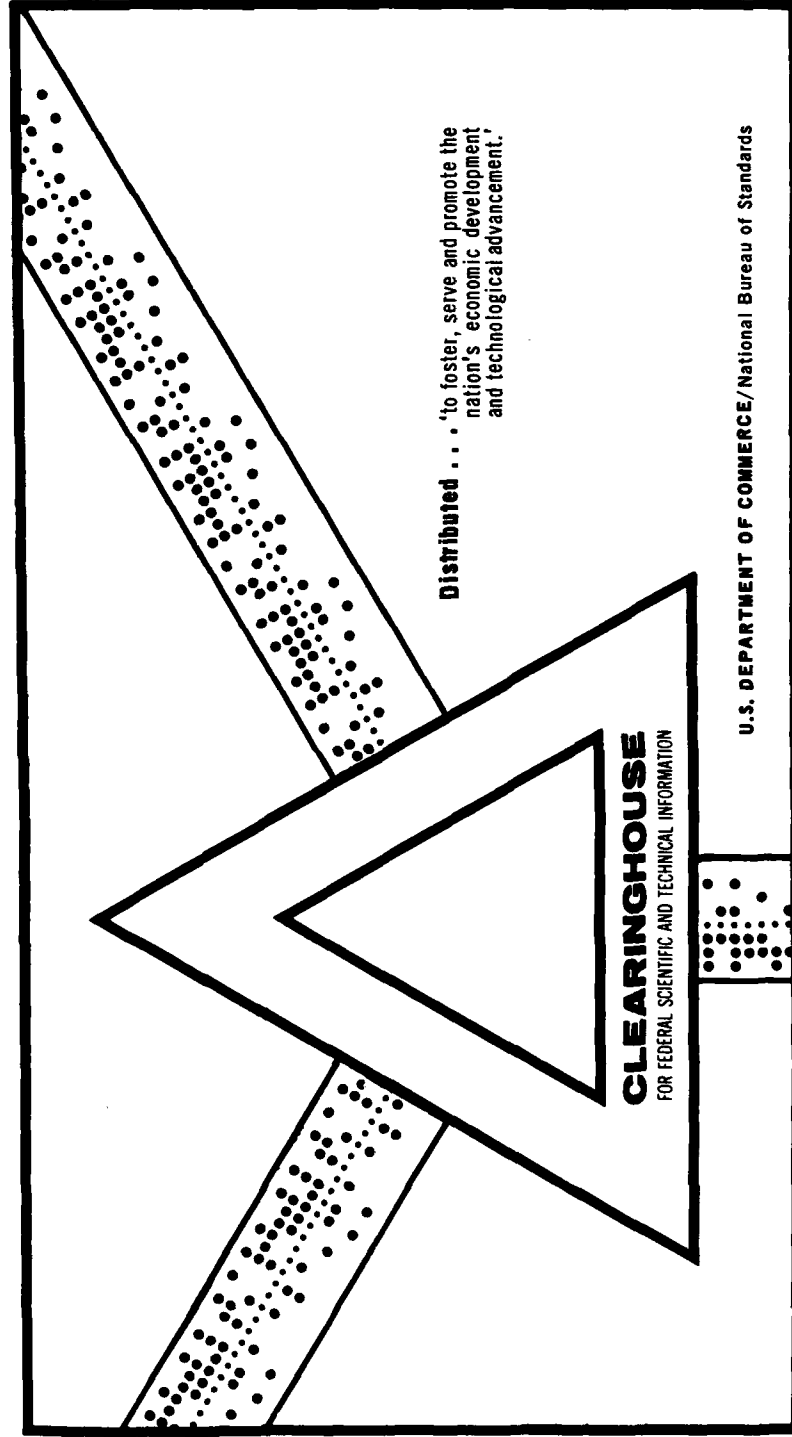 Distributed . . . 'to foster, serve and promote the
nation's economic development
and technological advancement.'
CLEARINGHOUSE
FOR FEDERAL SCIENTIFIC AND TECHNICAL INFORMATION
U.S. DEPARTMENT OF COMMERCE/National Bureau of Standards